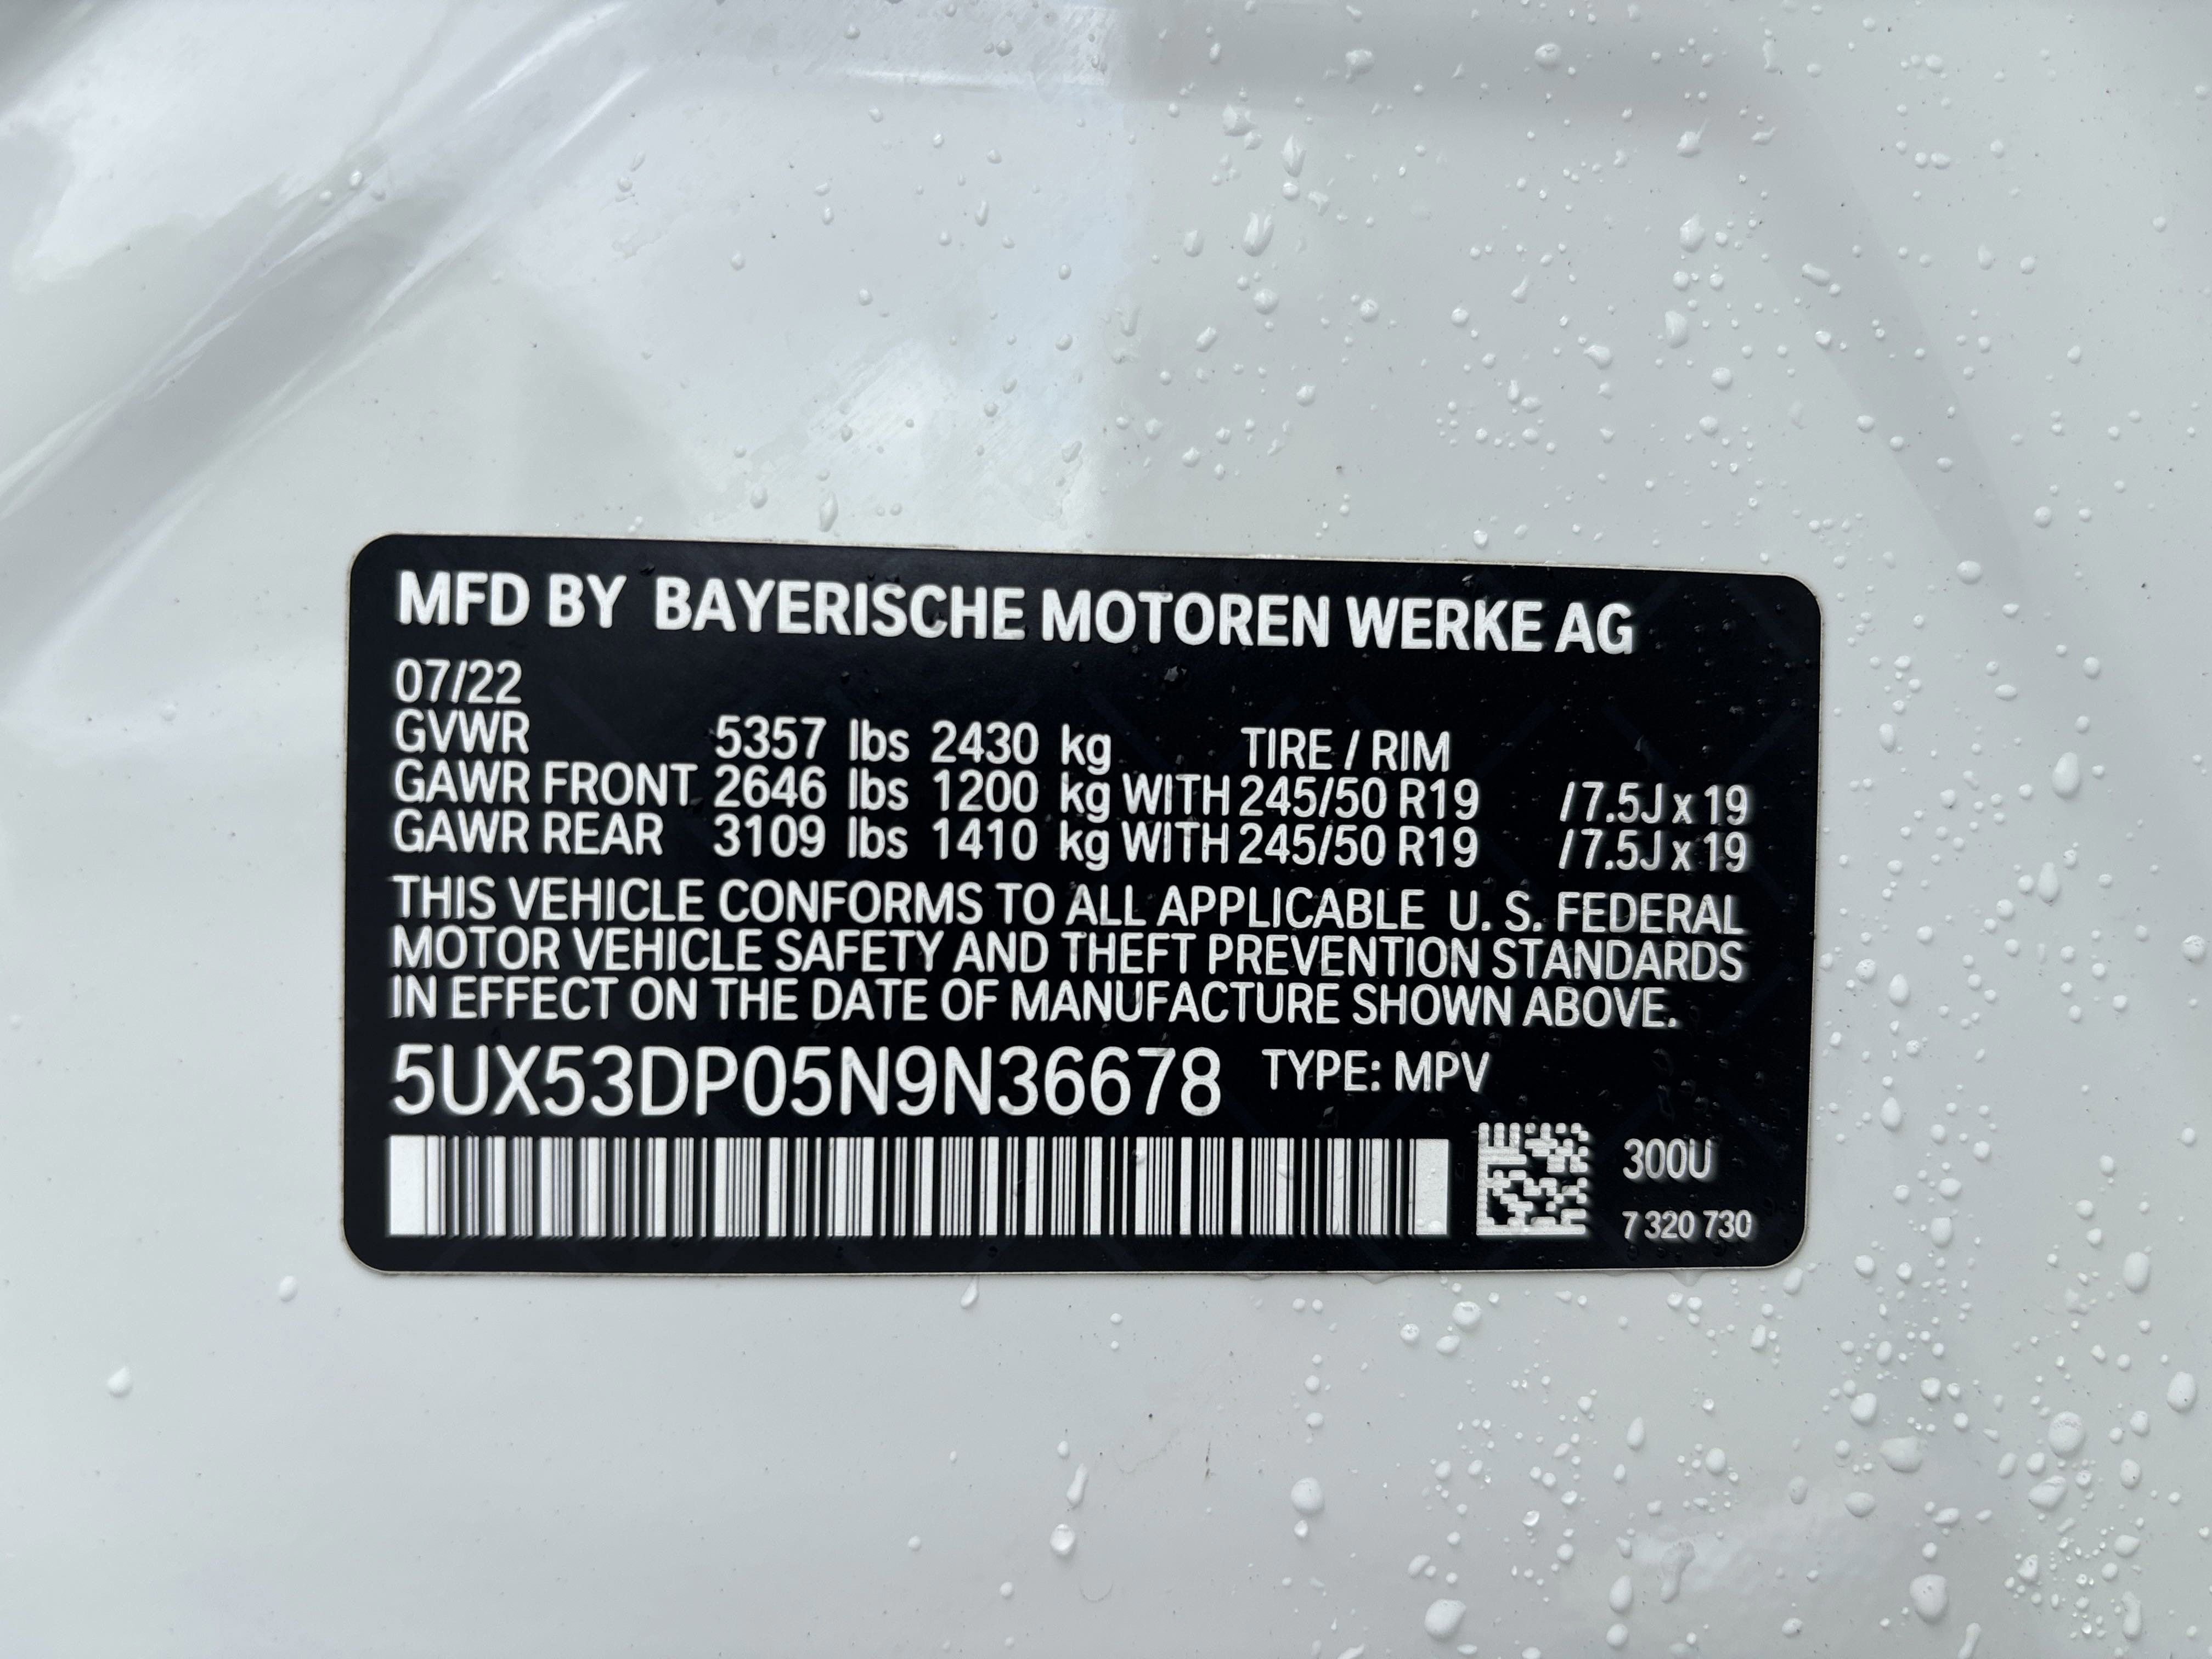 MFD BY BAYERISCHE MOTOREN WERKE AG
07/22
GVWR 5357 lbs 2430 kg TIRE / RIM
GAWR FRONT 2646 lbs 1200 kg WITH 245/50 R19 / 7.5J x 19
GAWR REAR 3109 lbs 1410 kg WITH 245/50 R19 / 7.5J x 19
THIS VEHICLE CONFORMS TO ALL APPLICABLE U. S. FEDERAL
MOTOR VEHICLE SAFETY AND THEFT PREVENTION STANDARDS
IN EFFECT ON THE DATE OF MANUFACTURE SHOWN ABOVE.
5UX53DP05N9N36678 TYPE: MPV
300U
7 320 730